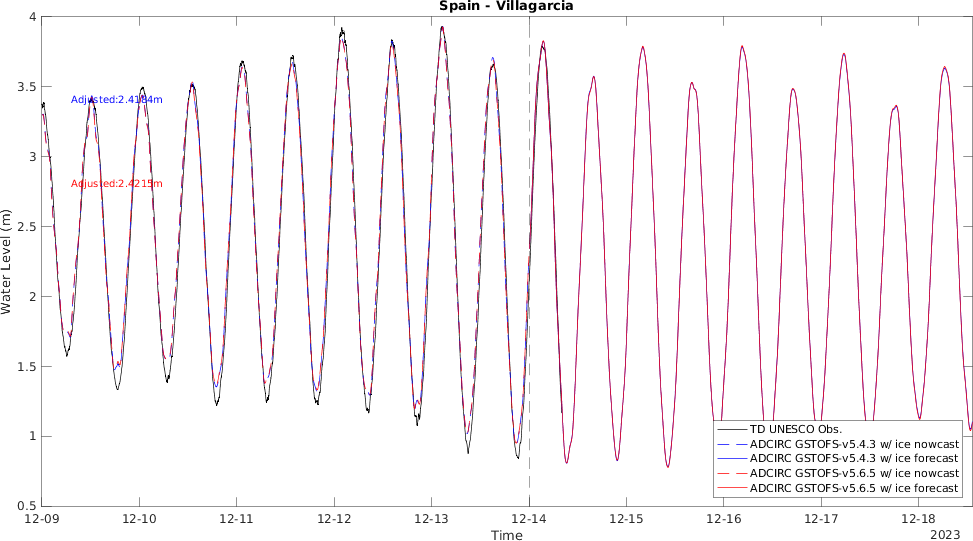 Spain - Villagarcia
4
3.5
3
2.5
2
1.5
1
0.5
Water Level (m)
Adjusted:2.4184m
Adjusted:2.4215m
TD UNESCO Obs.
ADCIRC GSTOFS-v5.4.3 w/ ice nowcast
ADCIRC GSTOFS-v5.4.3 w/ ice forecast
ADCIRC GSTOFS-v5.6.5 w/ ice nowcast
ADCIRC GSTOFS-v5.6.5 w/ ice forecast
12-09 12-10 12-11 12-12 12-13 12-14 12-15 12-16 12-17 12-18
Time
2023